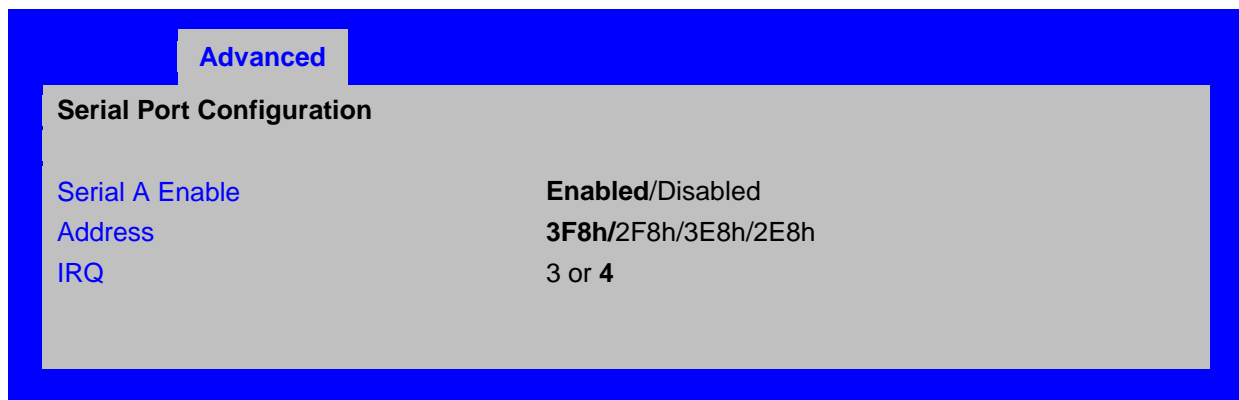 Advanced
Serial Port Configuration
Serial A Enable Enabled/Disabled
Address 3F8h/2F8h/3E8h/2E8h
IRQ 3 or 4